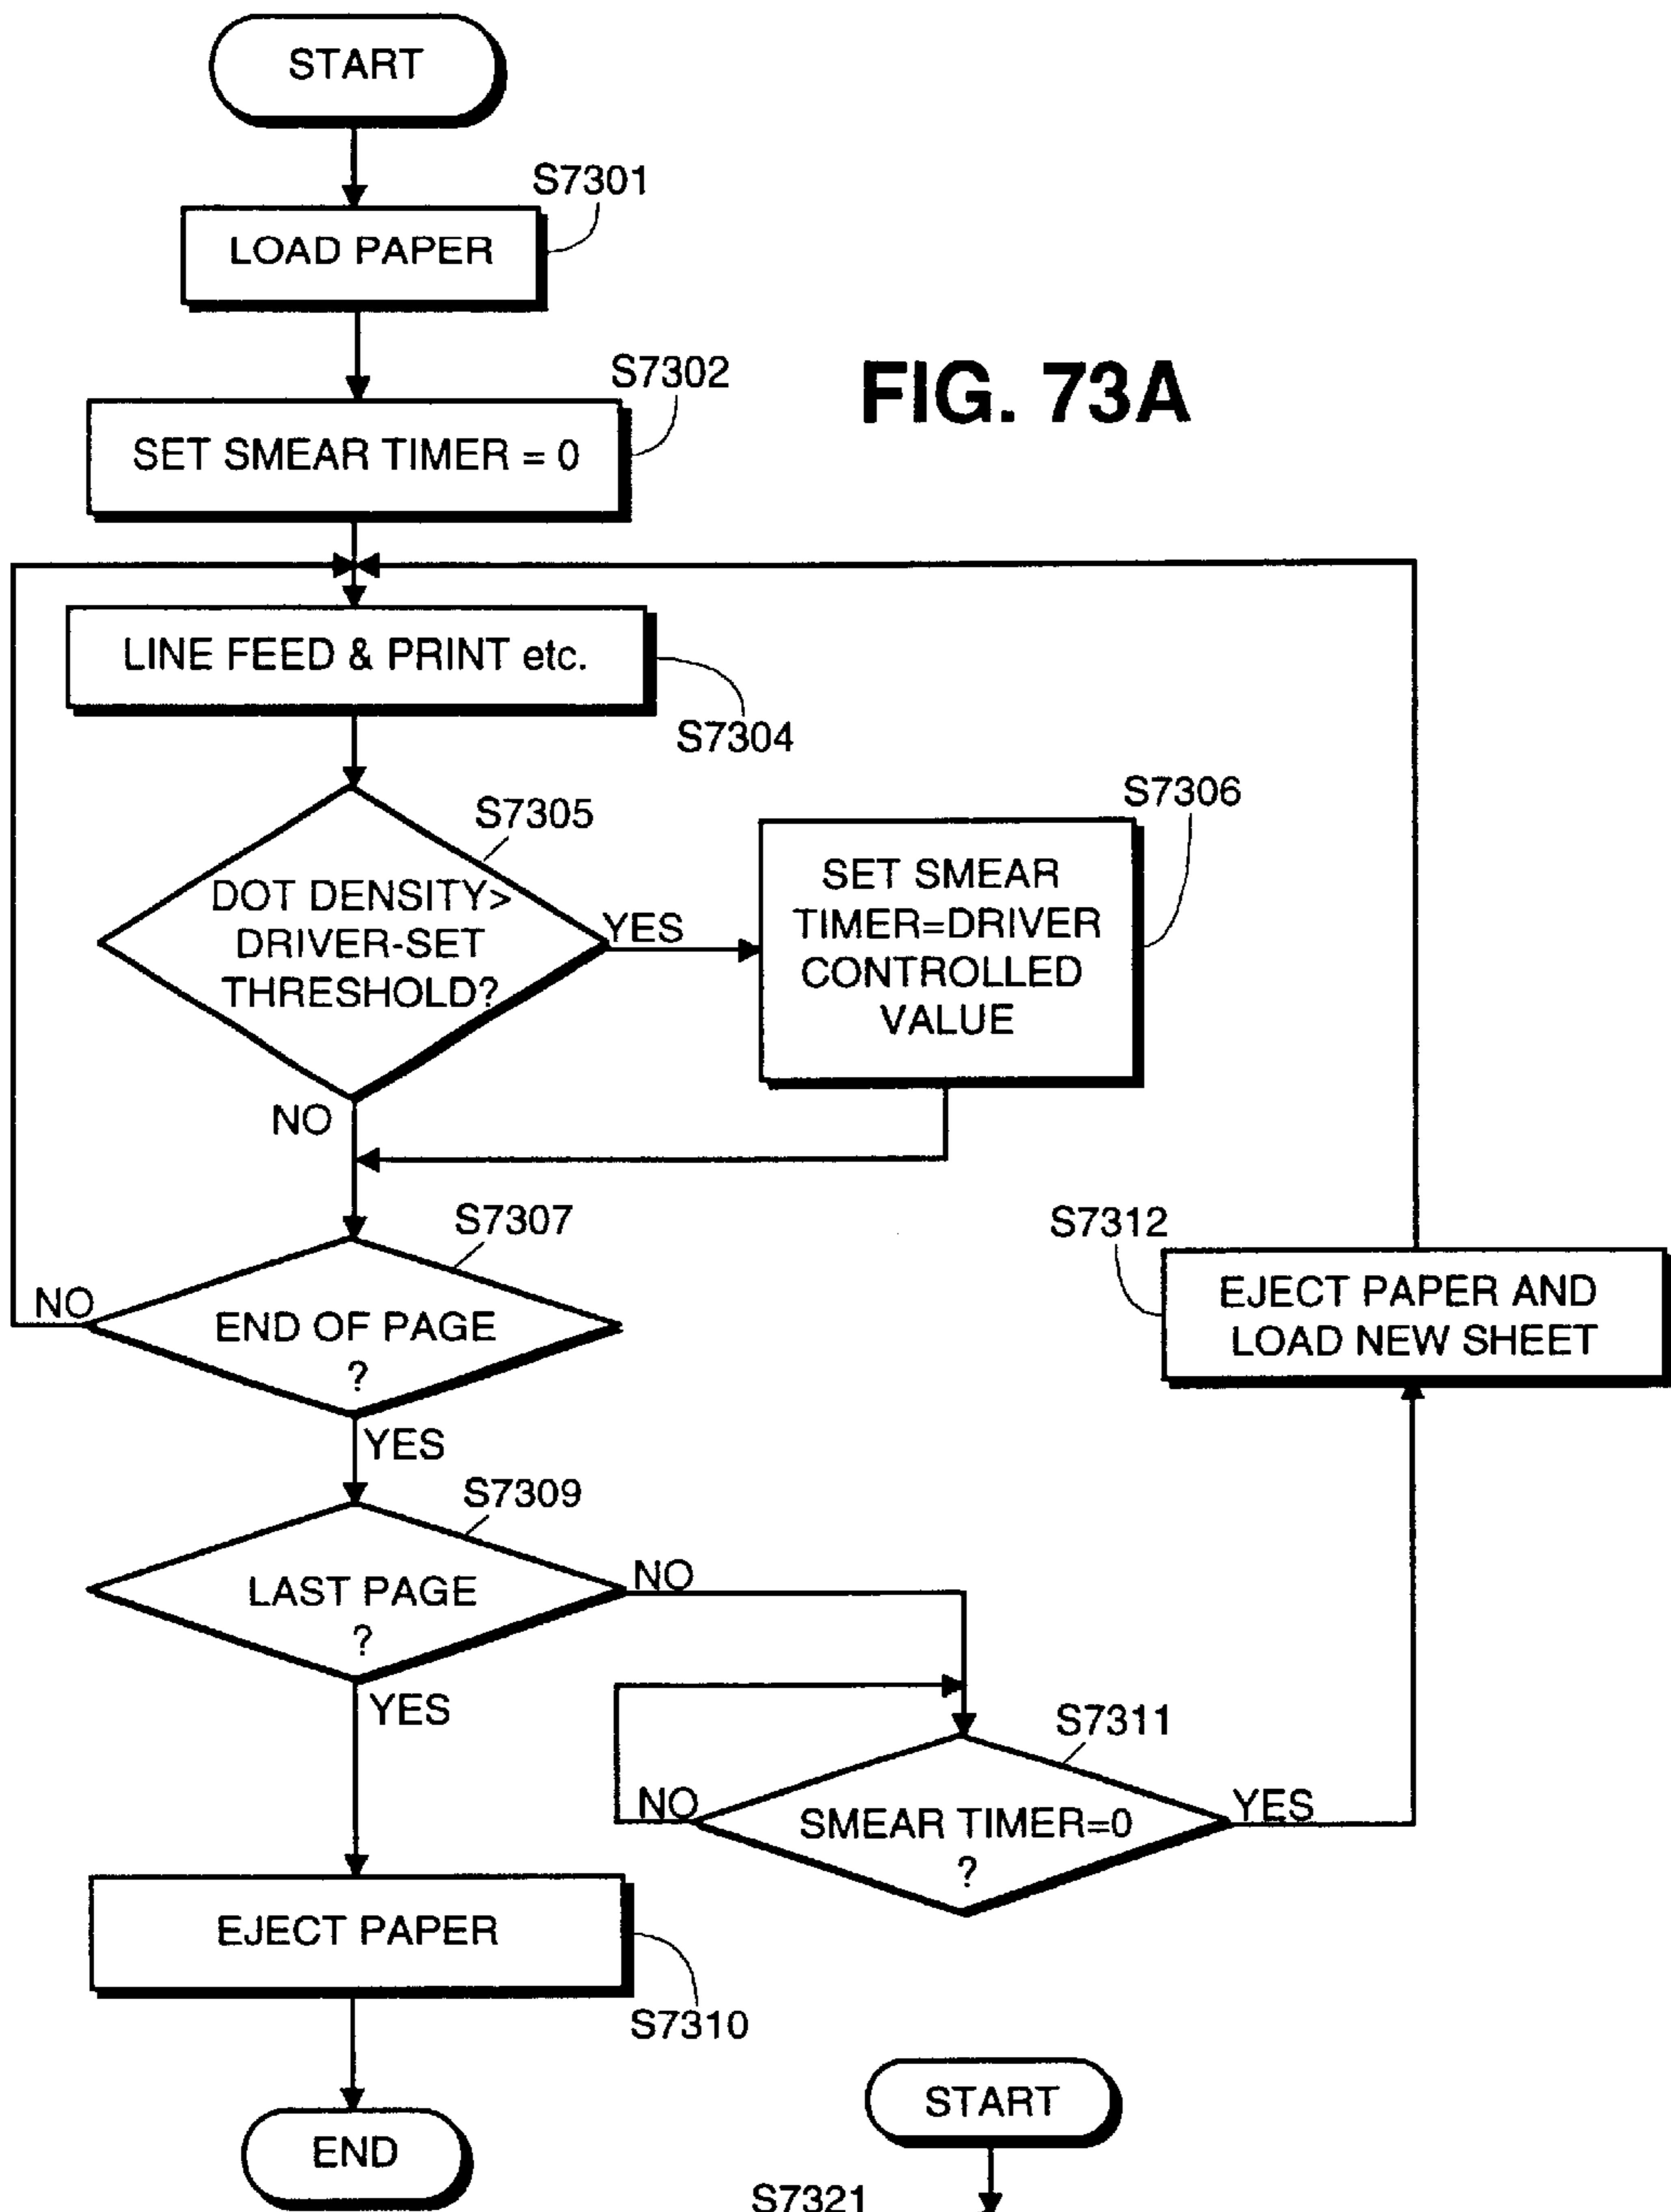 START
S7301
LOAD PAPER
S7302
FIG. 73A
SET SMEAR TIMER = 0
LINE FEED & PRINT etc.
S7304
S7305
DOT DENSITY>
DRIVER-SET
THRESHOLD?
YES
NO
S7306
SET SMEAR
TIMER=DRIVER
CONTROLLED
VALUE
S7307
END OF PAGE
?
NO
YES
S7312
EJECT PAPER AND
LOAD NEW SHEET
S7309
LAST PAGE
?
NO
YES
S7311
SMEAR TIMER=0
?
NO
YES
EJECT PAPER
S7310
END
START
S7321